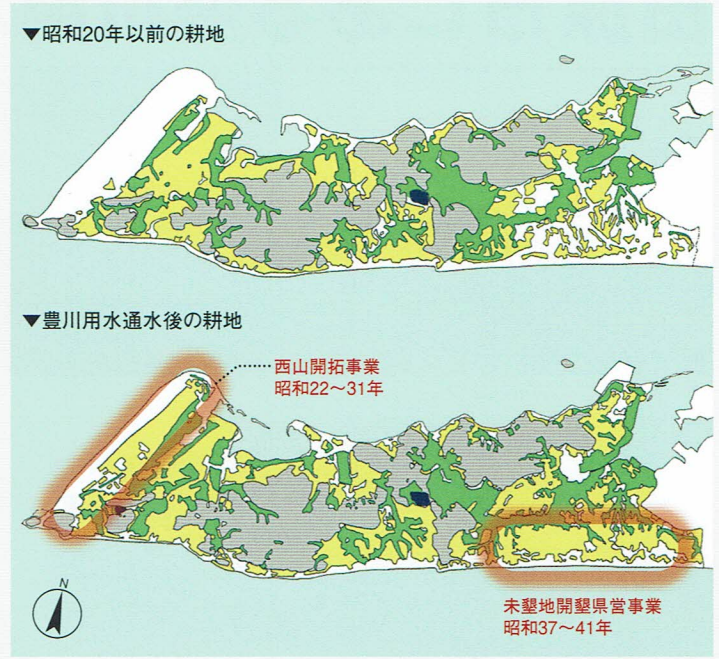 ▼昭和20年以前の耕地
▼豊川用水通水後の耕地
西山開拓事業
昭和22〜31年
未墾地開墾県営事業
昭和37〜41年
N